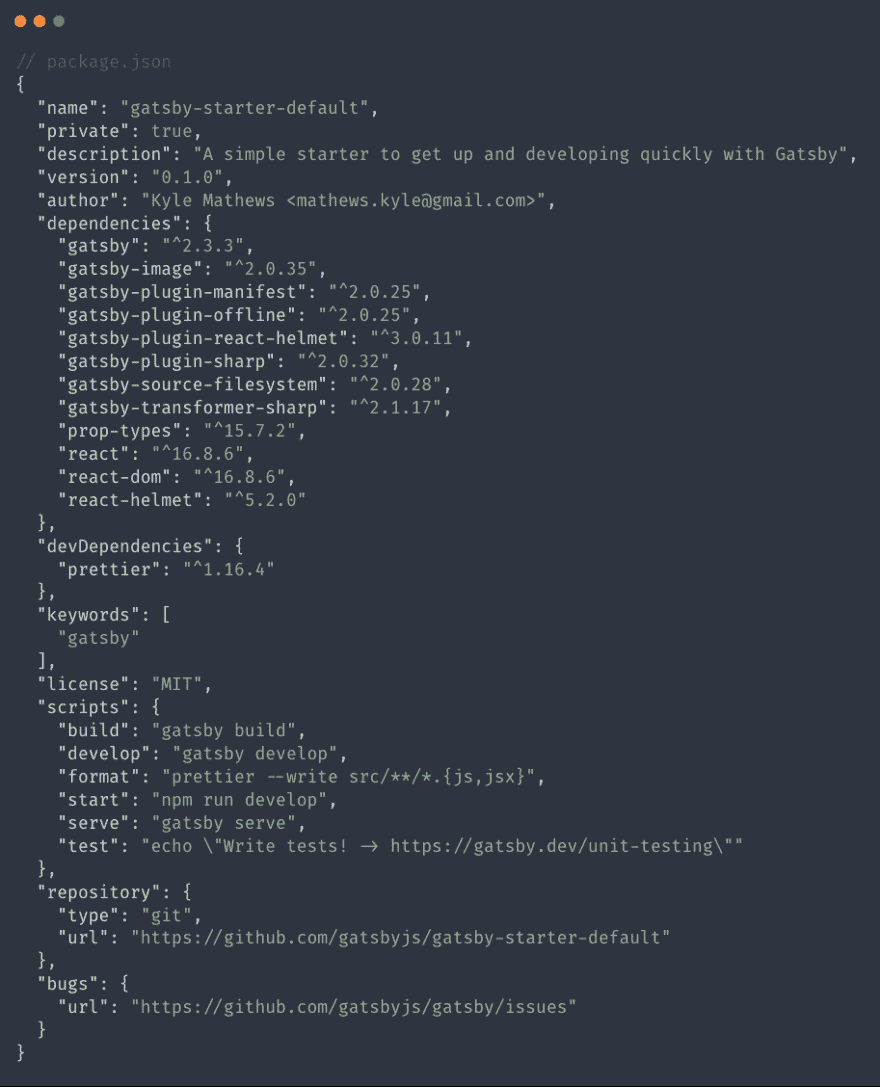 // package.json
{
  "name": "gatsby-starter-default",
  "private": true,
  "description": "A simple starter to get up and developing quickly with Gatsby",
  "version": "0.1.0",
  "author": "Kyle Mathews <mathews.kyle@gmail.com>",
  "dependencies": {
    "gatsby": "^2.3.3",
    "gatsby-image": "^2.0.35",
    "gatsby-plugin-manifest": "^2.0.25",
    "gatsby-plugin-offline": "^2.0.25",
    "gatsby-plugin-react-helmet": "^3.0.11",
    "gatsby-plugin-sharp": "^2.0.32",
    "gatsby-source-filesystem": "^2.0.28",
    "gatsby-transformer-sharp": "^2.1.17",
    "prop-types": "^15.7.2",
    "react": "^16.8.6",
    "react-dom": "^16.8.6",
    "react-helmet": "^5.2.0"
  },
  "devDependencies": {
    "prettier": "^1.16.4"
  },
  "keywords": [
    "gatsby"
  ],
  "license": "MIT",
  "scripts": {
    "build": "gatsby build",
    "develop": "gatsby develop",
    "format": "prettier --write src/**/*.{js,jsx}",
    "start": "npm run develop",
    "serve": "gatsby serve",
    "test": "echo \"Write tests! -> https://gatsby.dev/unit-testing\""
  },
  "repository": {
    "type": "git",
    "url": "https://github.com/gatsbyjs/gatsby-starter-default"
  },
  "bugs": {
    "url": "https://github.com/gatsbyjs/gatsby/issues"
  }
}